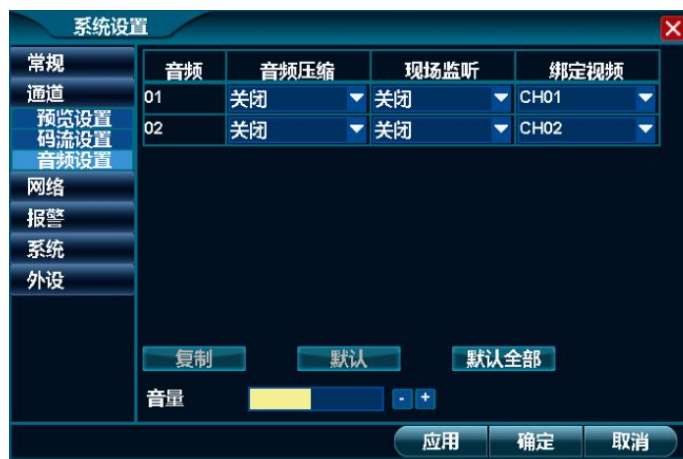 系统设置
常规
通道
预览设置
码流设置
音频设置
网络
报警
系统
外设
音频 音频压缩 现场监听 绑定视频
01 关闭 关闭 CH01
02 关闭 关闭 CH02
复制 默认 默认全部
音量 - +
应用 确定 取消